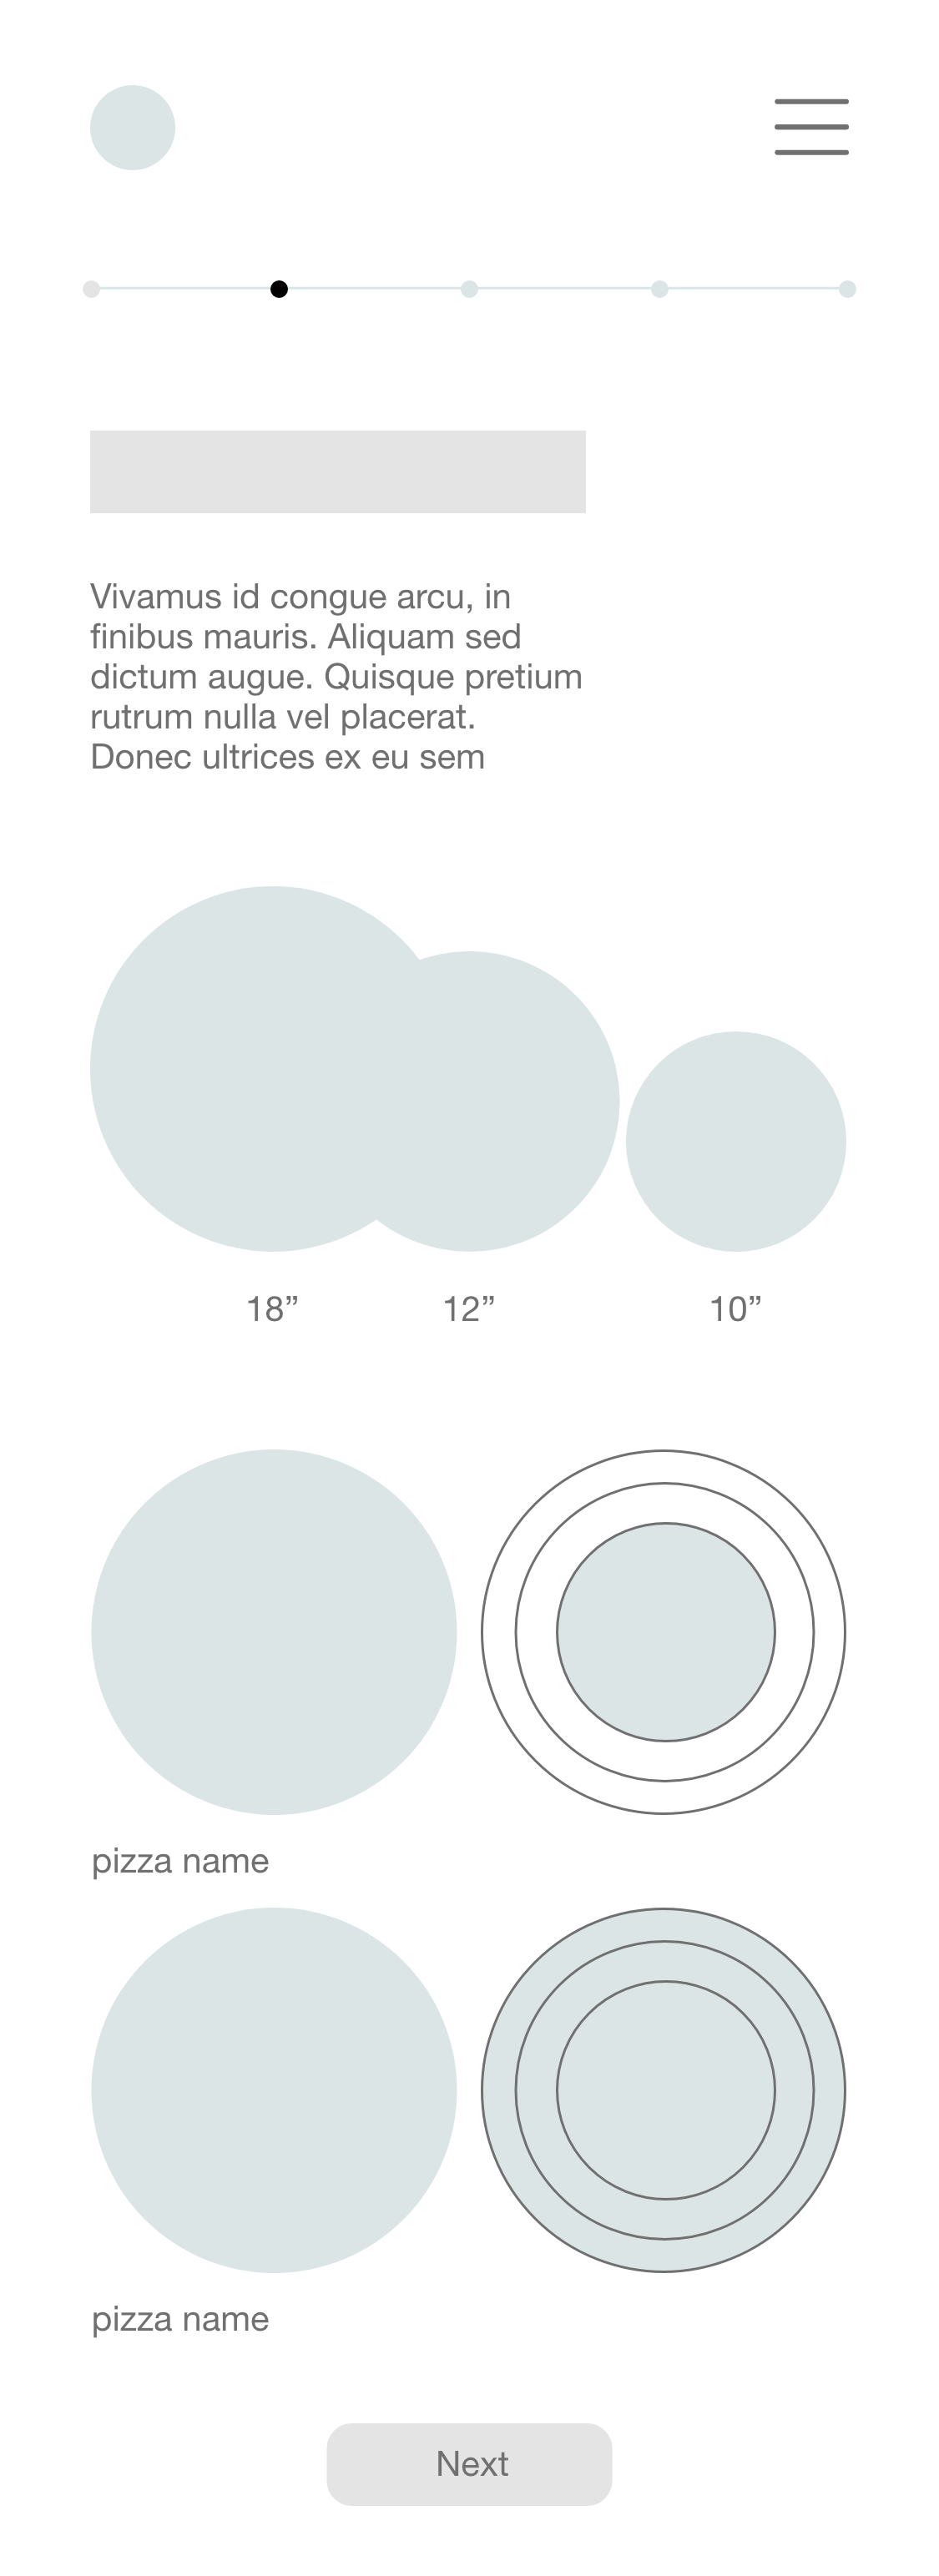 Vivamus id congue arcu, in
finibus mauris. Aliquam sed
dictum augue. Quisque pretium
rutrum nulla vel placerat.
Donec ultrices ex eu sem
18” 12” 10”
pizza name
pizza name
Next